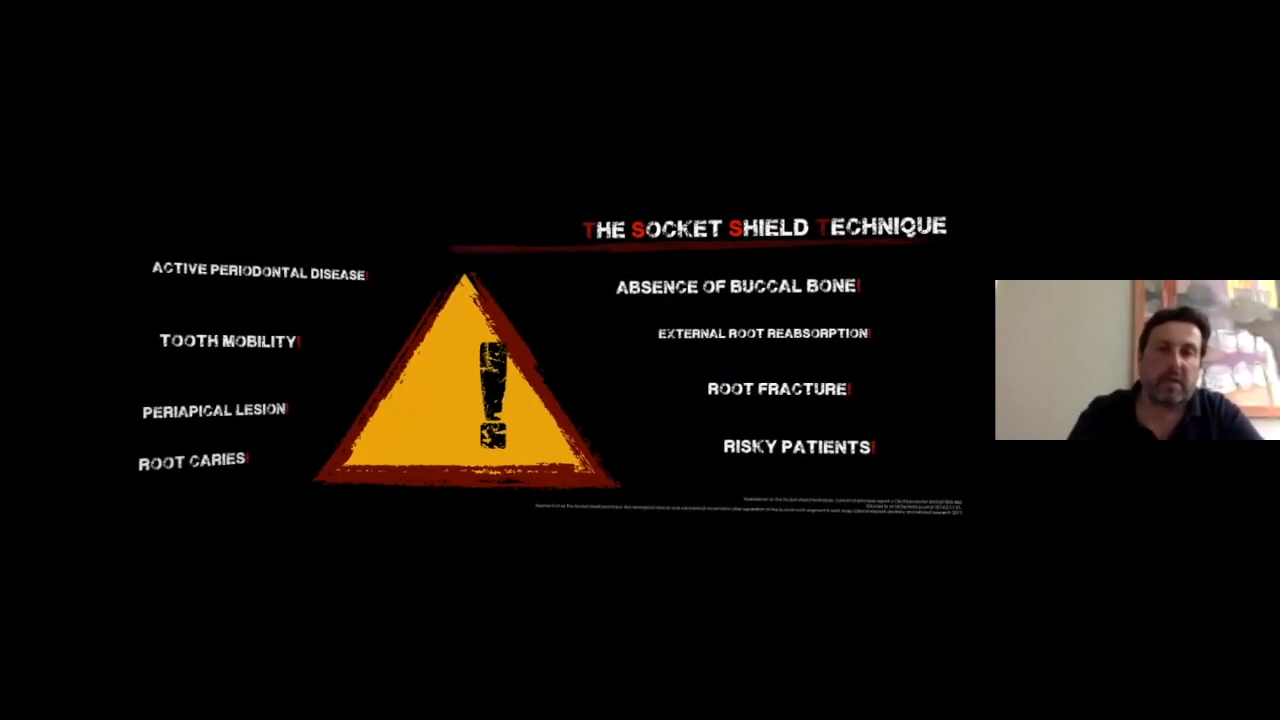 THE SOCKET SHIELD TECHNIQUE
ACTIVE PERIODONTAL DISEASE!
TOOTH MOBILITY!
PERIAPICAL LESION!
ROOT CARIES!
!
ABSENCE OF BUCCAL BONE!
EXTERNAL ROOT REABSORPTION!
ROOT FRACTURE!
RISKY PATIENTS!